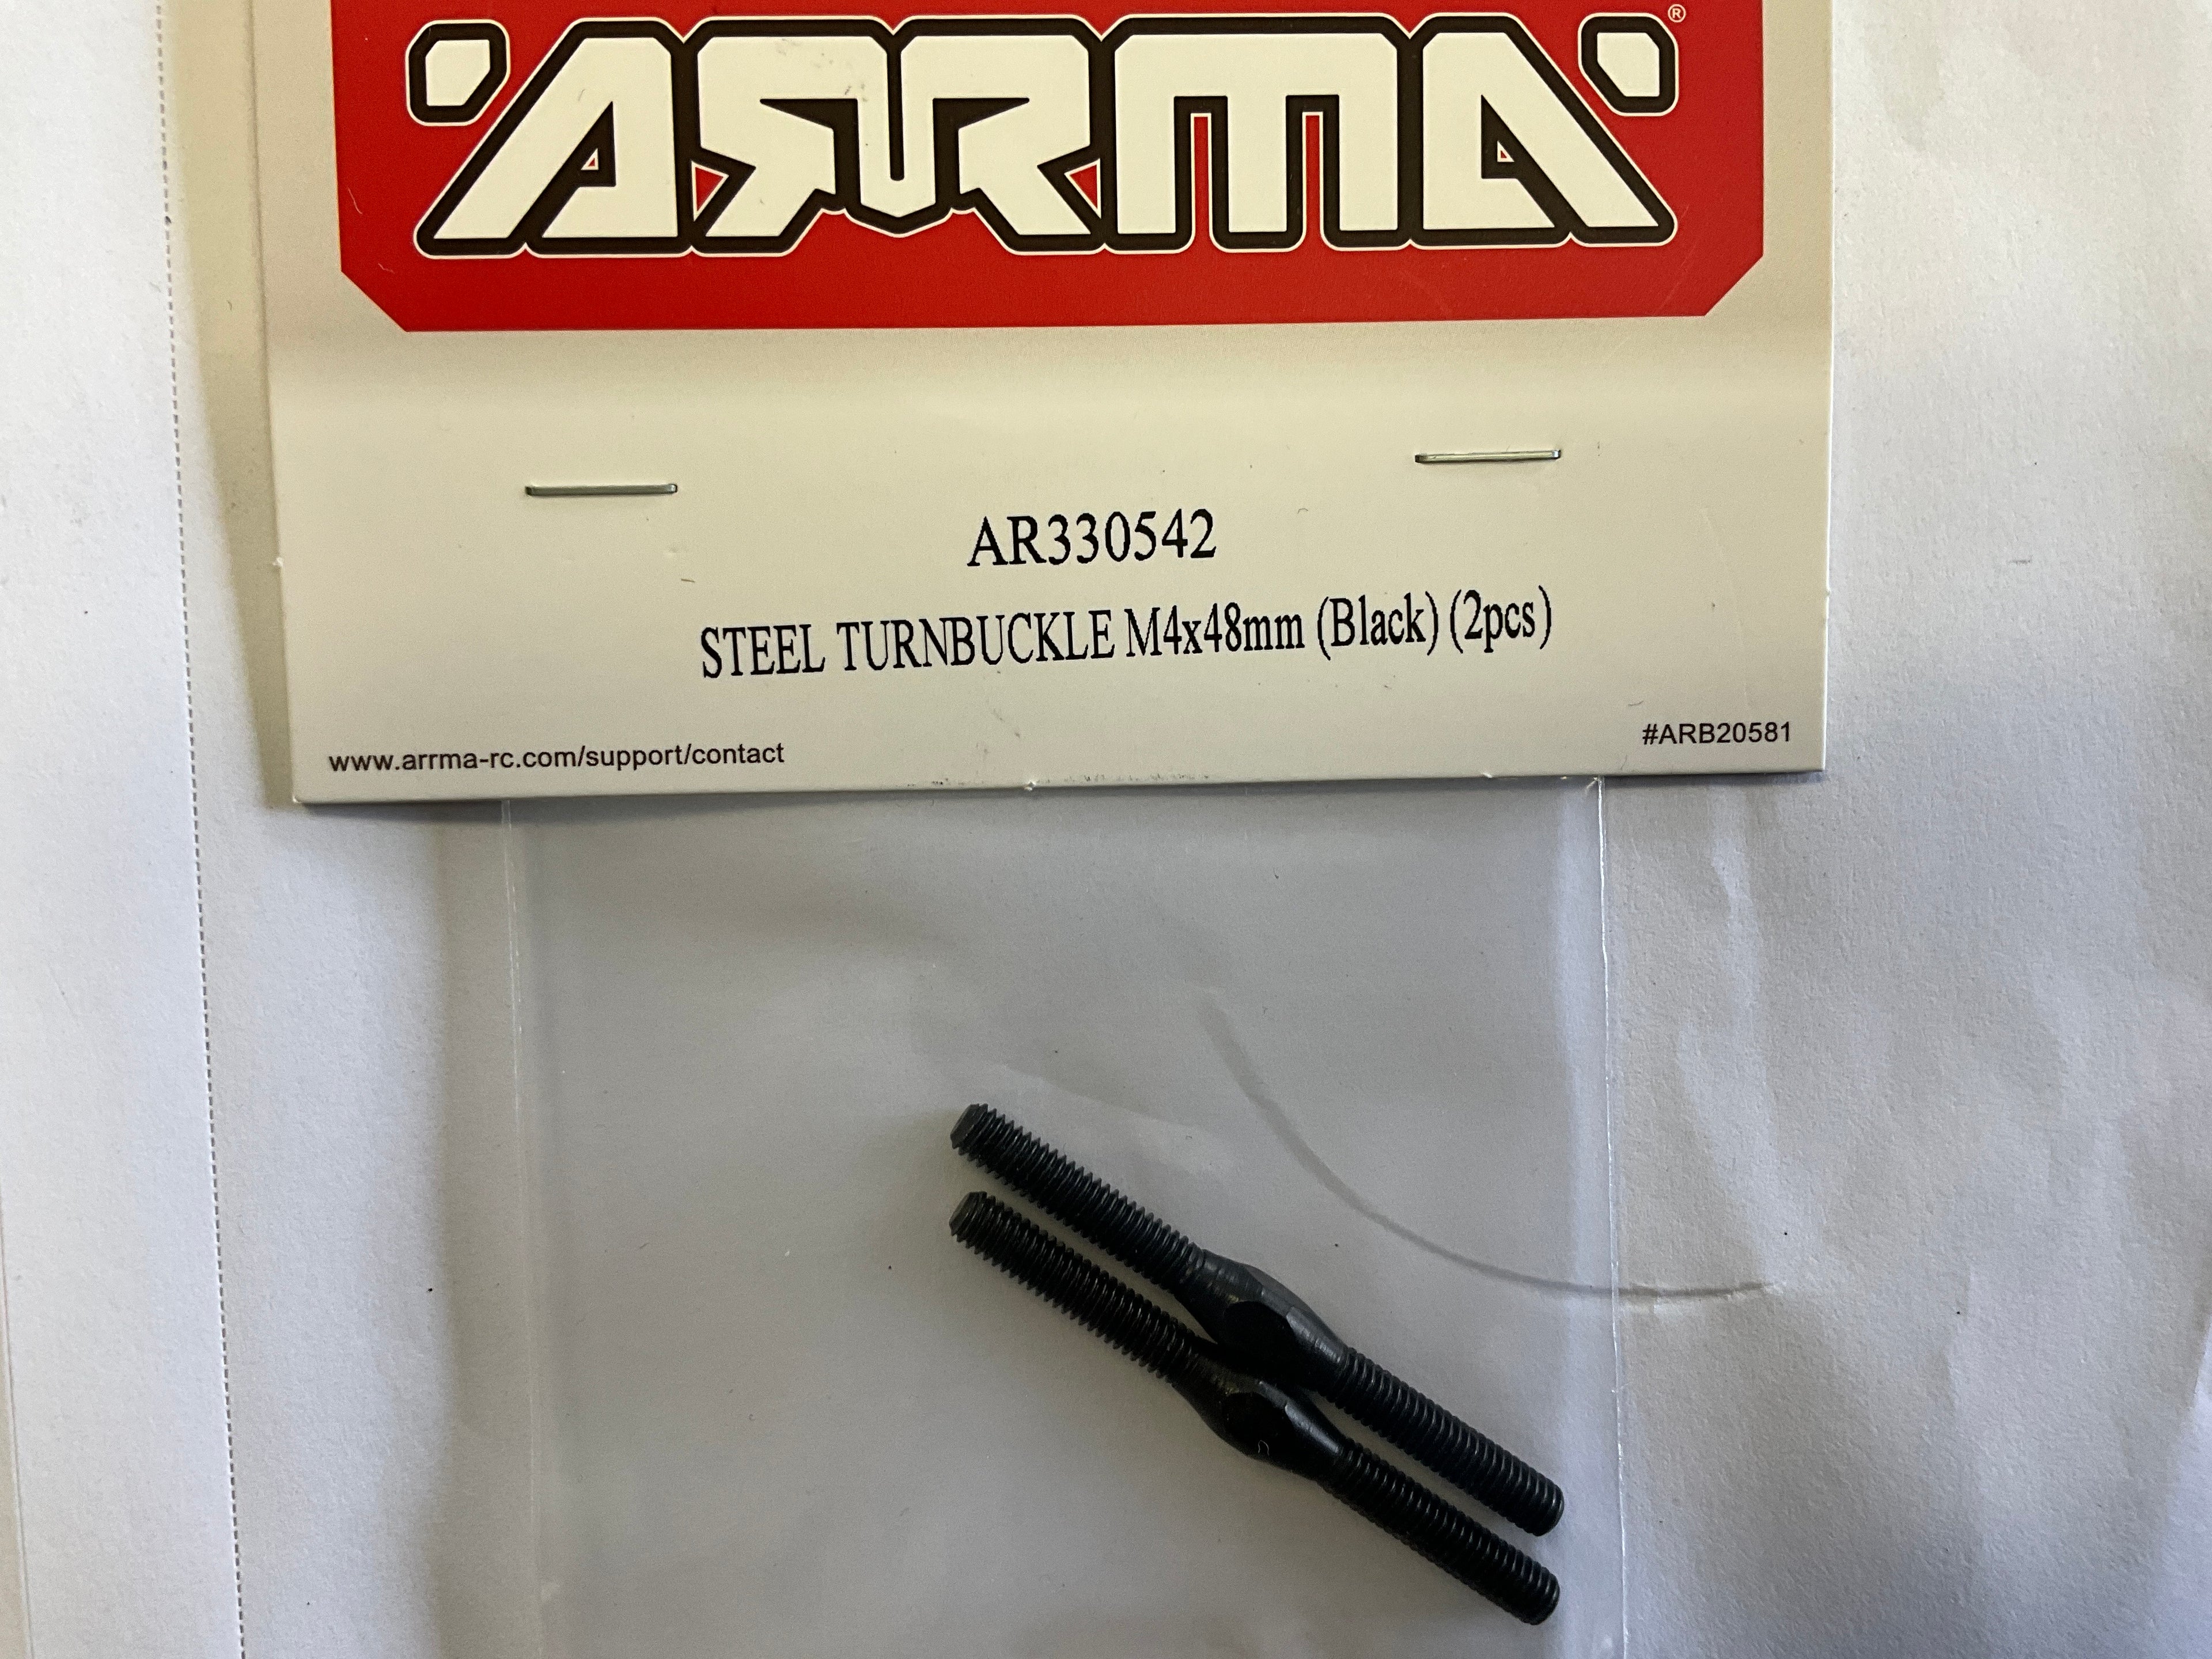 ARRMA®
AR330542
STEEL TURNBUCKLE M4x48mm (Black) (2pcs)
www.arrma-rc.com/support/contact
#ARB20581